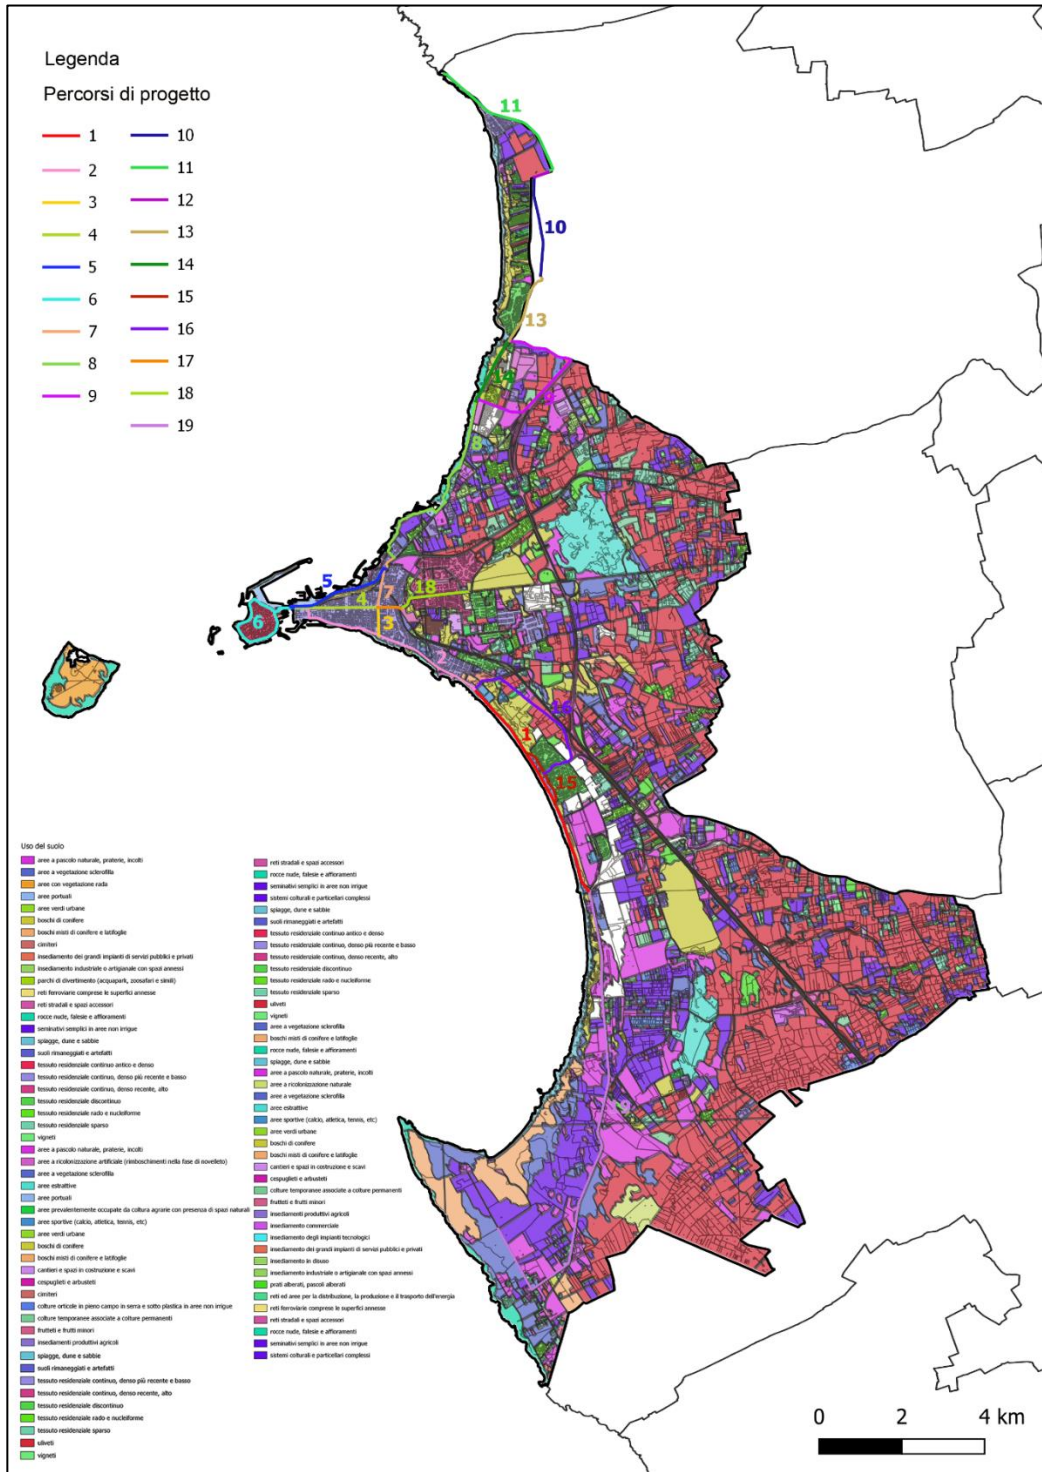 Legenda
Percorsi di progetto
1
2
3
4
5
6
7
8
9
10
11
12
13
14
15
16
17
18
19
11
10
13
14
9
8
5
7
18
4
6
3
2
16
1
15
19
Uso del suolo
aree a pascolo naturale, praterie, incolti
aree a vegetazione sclerofilla
aree con vegetazione rada
aree portuali
aree verdi urbane
boschi di conifere
boschi misti di conifere e latifoglie
cimiteri
insediamento dei grandi impianti di servizi pubblici e privati
insediamento industriale o artigianale con spazi annessi
parchi di divertimento (acquapark, zoosafari e simili)
reti ferroviarie comprese le superfici annesse
reti stradali e spazi accessori
rocce nude, falesie e affioramenti
seminativi semplici in aree non irrigue
spiagge, dune e sabbie
suoli rimaneggiati e artefatti
tessuto residenziale continuo antico e denso
tessuto residenziale continuo, denso più recente e basso
tessuto residenziale continuo, denso recente, alto
tessuto residenziale discontinuo
tessuto residenziale rado e nucleiforme
tessuto residenziale sparso
vigneti
aree a pascolo naturale, praterie, incolti
aree a ricolonizzazione artificiale (rimboschimenti nella fase di novelleto)
aree a vegetazione sclerofilla
aree estrattive
aree portuali
aree prevalentemente occupate da coltura agrarie con presenza di spazi naturali
aree sportive (calcio, atletica, tennis, etc)
aree verdi urbane
boschi di conifere
boschi misti di conifere e latifoglie
cantieri e spazi in costruzione e scavi
cespuglieti e arbusteti
cimiteri
colture orticole in pieno campo in serra e sotto plastica in aree non irrigue
colture temporanee associate a colture permanenti
frutteti e frutti minori
insediamenti produttivi agricoli
spiagge, dune e sabbie
suoli rimaneggiati e artefatti
tessuto residenziale continuo, denso più recente e basso
tessuto residenziale continuo, denso recente, alto
tessuto residenziale discontinuo
tessuto residenziale rado e nucleiforme
tessuto residenziale sparso
uliveti
vigneti
reti stradali e spazi accessori
rocce nude, falesie e affioramenti
seminativi semplici in aree non irrigue
sistemi colturali e particellari complessi
spiagge, dune e sabbie
suoli rimaneggiati e artefatti
tessuto residenziale continuo antico e denso
tessuto residenziale continuo, denso più recente e basso
tessuto residenziale continuo, denso recente, alto
tessuto residenziale discontinuo
tessuto residenziale rado e nucleiforme
tessuto residenziale sparso
uliveti
vigneti
aree a vegetazione sclerofilla
boschi misti di conifere e latifoglie
rocce nude, falesie e affioramenti
spiagge, dune e sabbie
aree a pascolo naturale, praterie, incolti
aree a ricolonizzazione naturale
aree a vegetazione sclerofilla
aree estrattive
aree sportive (calcio, atletica, tennis, etc)
aree verdi urbane
boschi di conifere
boschi misti di conifere e latifoglie
cantieri e spazi in costruzione e scavi
cespuglieti e arbusteti
colture temporanee associate a colture permanenti
frutteti e frutti minori
insediamenti produttivi agricoli
insediamento commerciale
insediamento degli impianti tecnologici
insediamento dei grandi impianti di servizi pubblici e privati
insediamento in disuso
insediamento industriale o artigianale con spazi annessi
prati alberati, pascoli alberati
reti ed aree per la distribuzione, la produzione e il trasporto dell'energia
reti ferroviarie comprese le superfici annesse
reti stradali e spazi accessori
rocce nude, falesie e affioramenti
seminativi semplici in aree non irrigue
sistemi colturali e particellari complessi
0 2 4 km